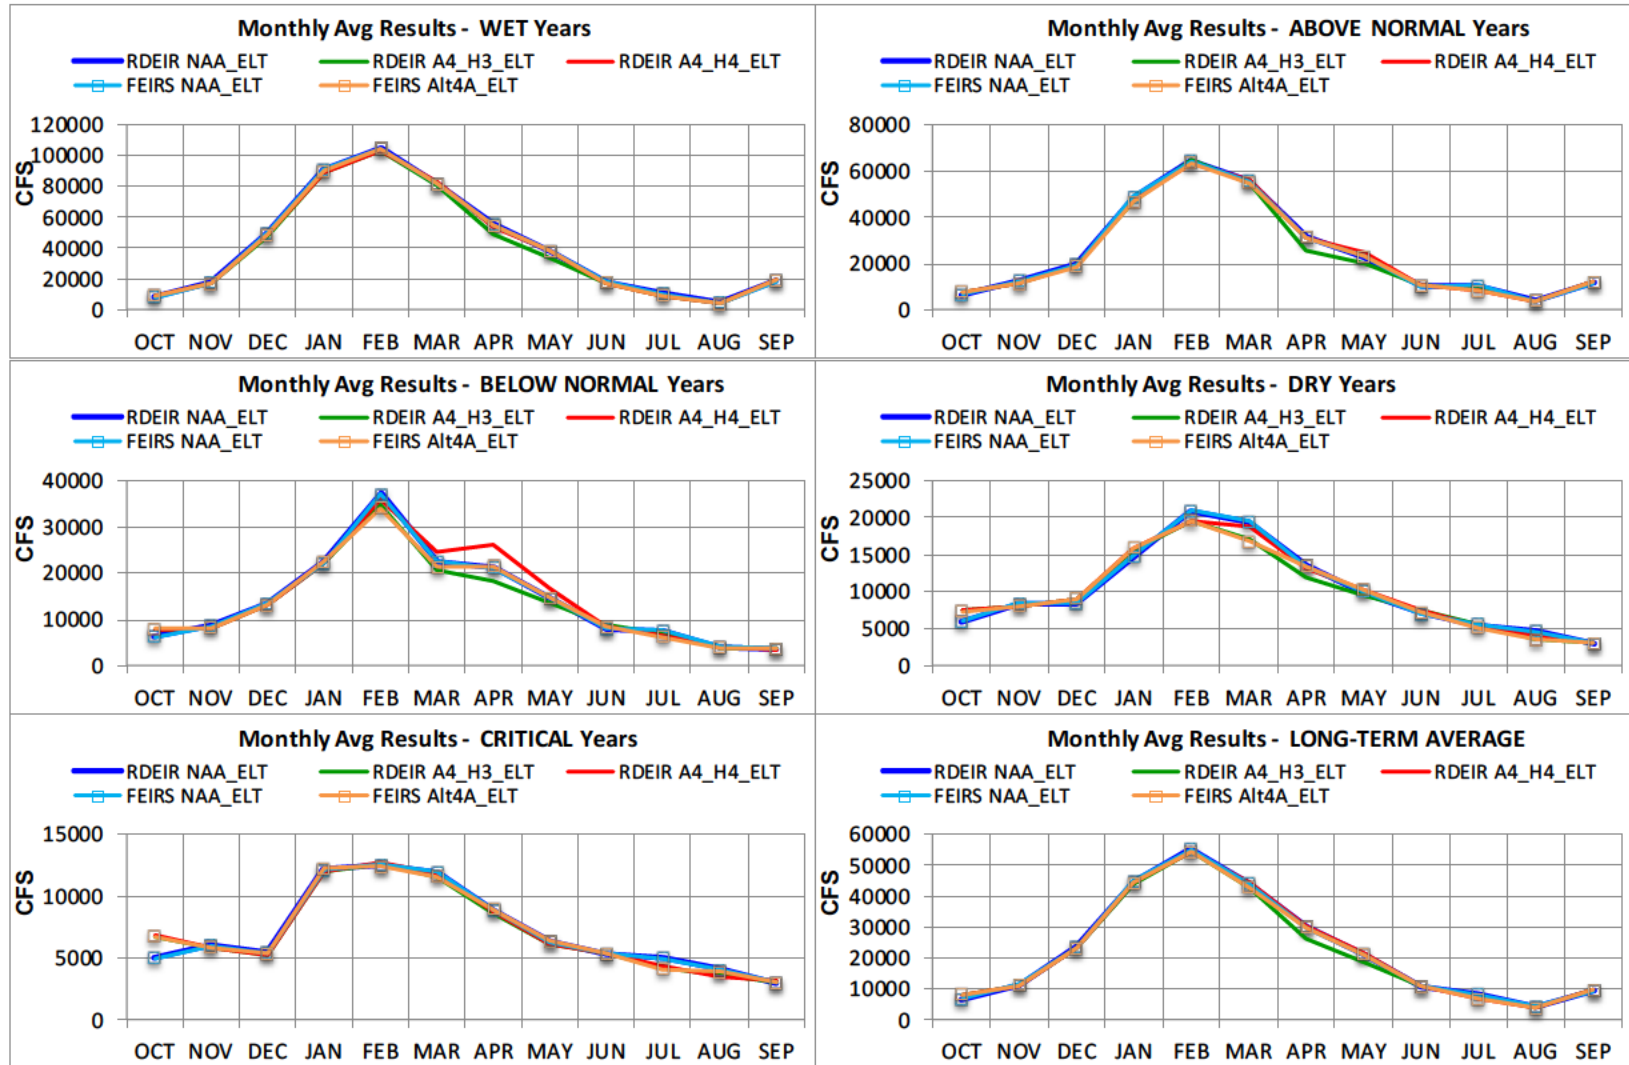 Monthly Avg Results - WET Years
RDEIR NAA_ELT RDEIR A4_H3_ELT RDEIR A4_H4_ELT
FEIRS NAA_ELT FEIRS Alt4A_ELT
120000
100000
80000
60000
40000
20000
0
CFS
OCT NOV DEC JAN FEB MAR APR MAY JUN JUL AUG SEP
Monthly Avg Results - ABOVE NORMAL Years
RDEIR NAA_ELT RDEIR A4_H3_ELT RDEIR A4_H4_ELT
FEIRS NAA_ELT FEIRS Alt4A_ELT
80000
60000
40000
20000
0
CFS
OCT NOV DEC JAN FEB MAR APR MAY JUN JUL AUG SEP
Monthly Avg Results - BELOW NORMAL Years
RDEIR NAA_ELT RDEIR A4_H3_ELT RDEIR A4_H4_ELT
FEIRS NAA_ELT FEIRS Alt4A_ELT
40000
30000
20000
10000
0
CFS
OCT NOV DEC JAN FEB MAR APR MAY JUN JUL AUG SEP
Monthly Avg Results - DRY Years
RDEIR NAA_ELT RDEIR A4_H3_ELT RDEIR A4_H4_ELT
FEIRS NAA_ELT FEIRS Alt4A_ELT
25000
20000
15000
10000
5000
0
CFS
OCT NOV DEC JAN FEB MAR APR MAY JUN JUL AUG SEP
Monthly Avg Results - CRITICAL Years
RDEIR NAA_ELT RDEIR A4_H3_ELT RDEIR A4_H4_ELT
FEIRS NAA_ELT FEIRS Alt4A_ELT
15000
10000
5000
0
CFS
OCT NOV DEC JAN FEB MAR APR MAY JUN JUL AUG SEP
Monthly Avg Results - LONG-TERM AVERAGE
RDEIR NAA_ELT RDEIR A4_H3_ELT RDEIR A4_H4_ELT
FEIRS NAA_ELT FEIRS Alt4A_ELT
60000
50000
40000
30000
20000
10000
0
CFS
OCT NOV DEC JAN FEB MAR APR MAY JUN JUL AUG SEP